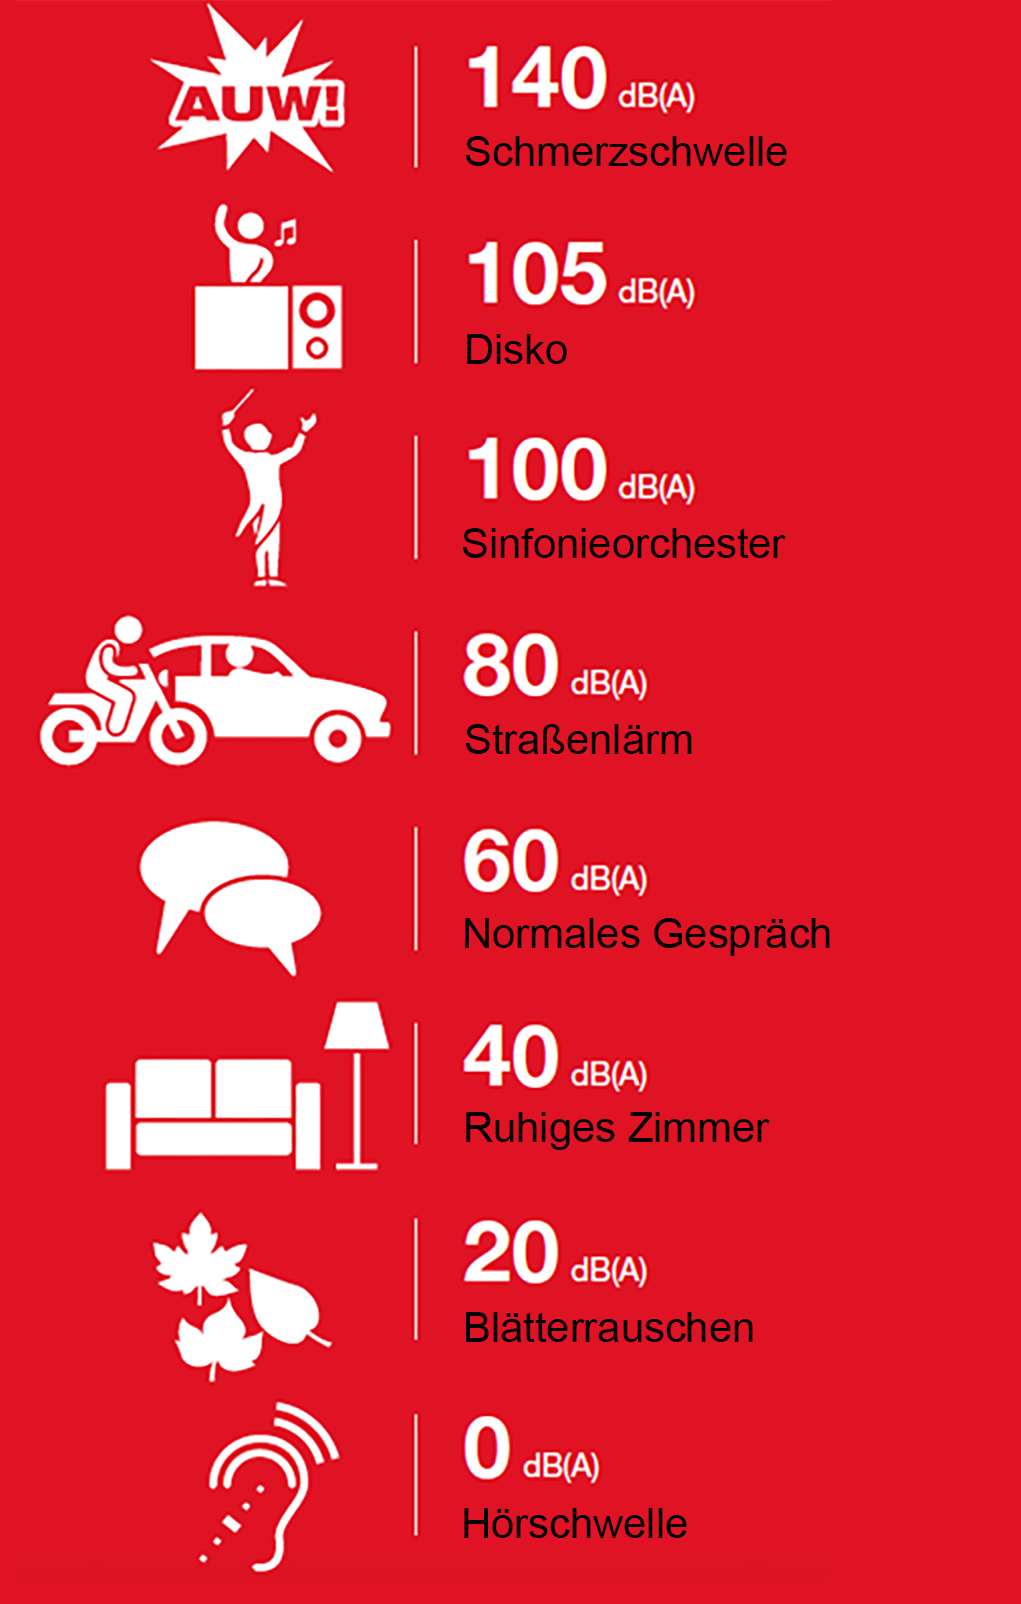 AUW!
140 dB(A)
Schmerzschwelle
105 dB(A)
Disko
100 dB(A)
Sinfonieorchester
80 dB(A)
Straßenlärm
60 dB(A)
Normales Gespräch
40 dB(A)
Ruhiges Zimmer
20 dB(A)
Blätterrauschen
0 dB(A)
Hörschwelle